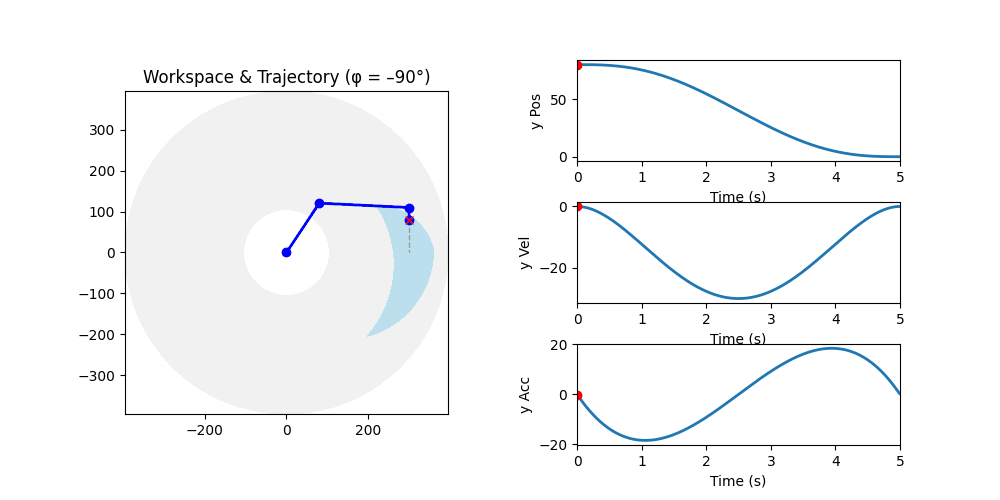 Workspace & Trajectory (φ = –90°)
300
200
100
0
−100
−200
−300
−200 0 200
y Pos
50
0
0 1 2 3 4 5
Time (s)
y Vel
0
−20
0 1 2 3 4 5
Time (s)
y Acc
20
0
−20
0 1 2 3 4 5
Time (s)